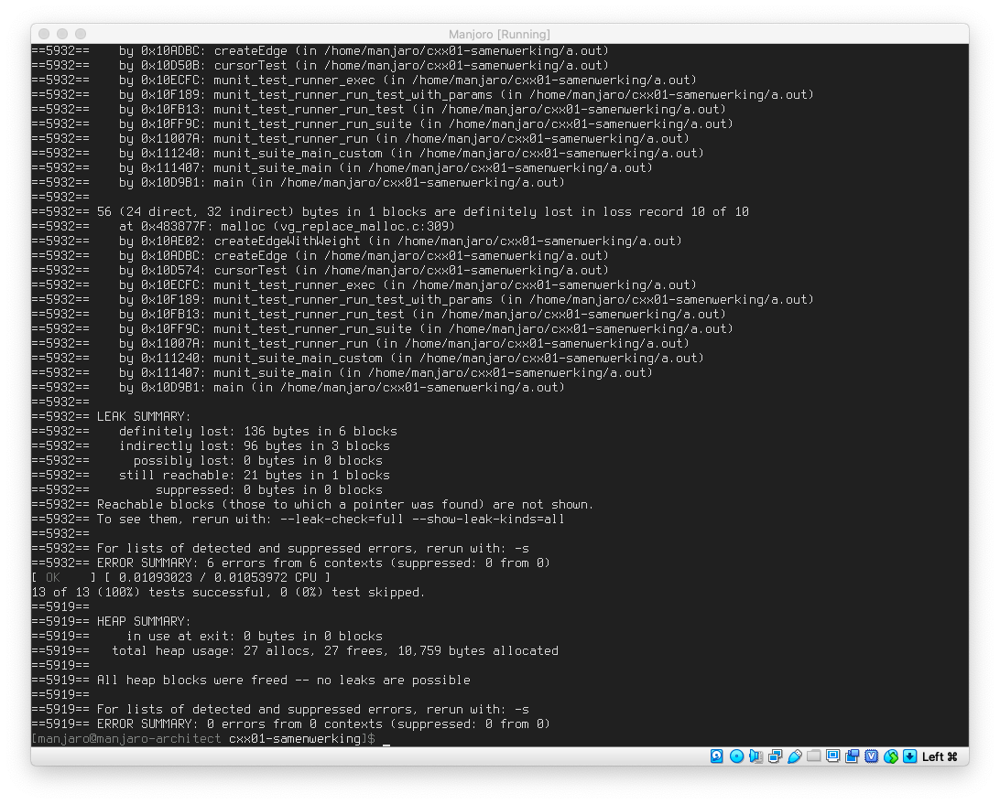 Manjoro [Running]
==5932==    by 0x10ADBC: createEdge (in /home/manjaro/cxx01-samenwerking/a.out)
==5932==    by 0x10D50B: cursorTest (in /home/manjaro/cxx01-samenwerking/a.out)
==5932==    by 0x10ECFC: munit_test_runner_exec (in /home/manjaro/cxx01-samenwerking/a.out)
==5932==    by 0x10F189: munit_test_runner_run_test_with_params (in /home/manjaro/cxx01-samenwerking/a.out)
==5932==    by 0x10FB13: munit_test_runner_run_test (in /home/manjaro/cxx01-samenwerking/a.out)
==5932==    by 0x10FF9C: munit_test_runner_run_suite (in /home/manjaro/cxx01-samenwerking/a.out)
==5932==    by 0x11007A: munit_test_runner_run (in /home/manjaro/cxx01-samenwerking/a.out)
==5932==    by 0x111240: munit_suite_main_custom (in /home/manjaro/cxx01-samenwerking/a.out)
==5932==    by 0x111407: munit_suite_main (in /home/manjaro/cxx01-samenwerking/a.out)
==5932==    by 0x10D9B1: main (in /home/manjaro/cxx01-samenwerking/a.out)
==5932==
==5932== 56 (24 direct, 32 indirect) bytes in 1 blocks are definitely lost in loss record 10 of 10
==5932==    at 0x483877F: malloc (vg_replace_malloc.c:309)
==5932==    by 0x10AE02: createEdgeWithWeight (in /home/manjaro/cxx01-samenwerking/a.out)
==5932==    by 0x10ADBC: createEdge (in /home/manjaro/cxx01-samenwerking/a.out)
==5932==    by 0x10D574: cursorTest (in /home/manjaro/cxx01-samenwerking/a.out)
==5932==    by 0x10ECFC: munit_test_runner_exec (in /home/manjaro/cxx01-samenwerking/a.out)
==5932==    by 0x10F189: munit_test_runner_run_test_with_params (in /home/manjaro/cxx01-samenwerking/a.out)
==5932==    by 0x10FB13: munit_test_runner_run_test (in /home/manjaro/cxx01-samenwerking/a.out)
==5932==    by 0x10FF9C: munit_test_runner_run_suite (in /home/manjaro/cxx01-samenwerking/a.out)
==5932==    by 0x11007A: munit_test_runner_run (in /home/manjaro/cxx01-samenwerking/a.out)
==5932==    by 0x111240: munit_suite_main_custom (in /home/manjaro/cxx01-samenwerking/a.out)
==5932==    by 0x111407: munit_suite_main (in /home/manjaro/cxx01-samenwerking/a.out)
==5932==    by 0x10D9B1: main (in /home/manjaro/cxx01-samenwerking/a.out)
==5932==
==5932== LEAK SUMMARY:
==5932==    definitely lost: 136 bytes in 6 blocks
==5932==    indirectly lost: 96 bytes in 3 blocks
==5932==      possibly lost: 0 bytes in 0 blocks
==5932==    still reachable: 21 bytes in 1 blocks
==5932==         suppressed: 0 bytes in 0 blocks
==5932== Reachable blocks (those to which a pointer was found) are not shown.
==5932== To see them, rerun with: --leak-check=full --show-leak-kinds=all
==5932==
==5932== For lists of detected and suppressed errors, rerun with: -s
==5932== ERROR SUMMARY: 6 errors from 6 contexts (suppressed: 0 from 0)
[ OK    ] [ 0.01093023 / 0.01053972 CPU ]
13 of 13 (100%) tests successful, 0 (0%) test skipped.
==5919==
==5919== HEAP SUMMARY:
==5919==     in use at exit: 0 bytes in 0 blocks
==5919==   total heap usage: 27 allocs, 27 frees, 10,759 bytes allocated
==5919==
==5919== All heap blocks were freed -- no leaks are possible
==5919==
==5919== For lists of detected and suppressed errors, rerun with: -s
==5919== ERROR SUMMARY: 0 errors from 0 contexts (suppressed: 0 from 0)
[manjaro@manjaro-architect cxx01-samenwerking]$ _
Left ⌘